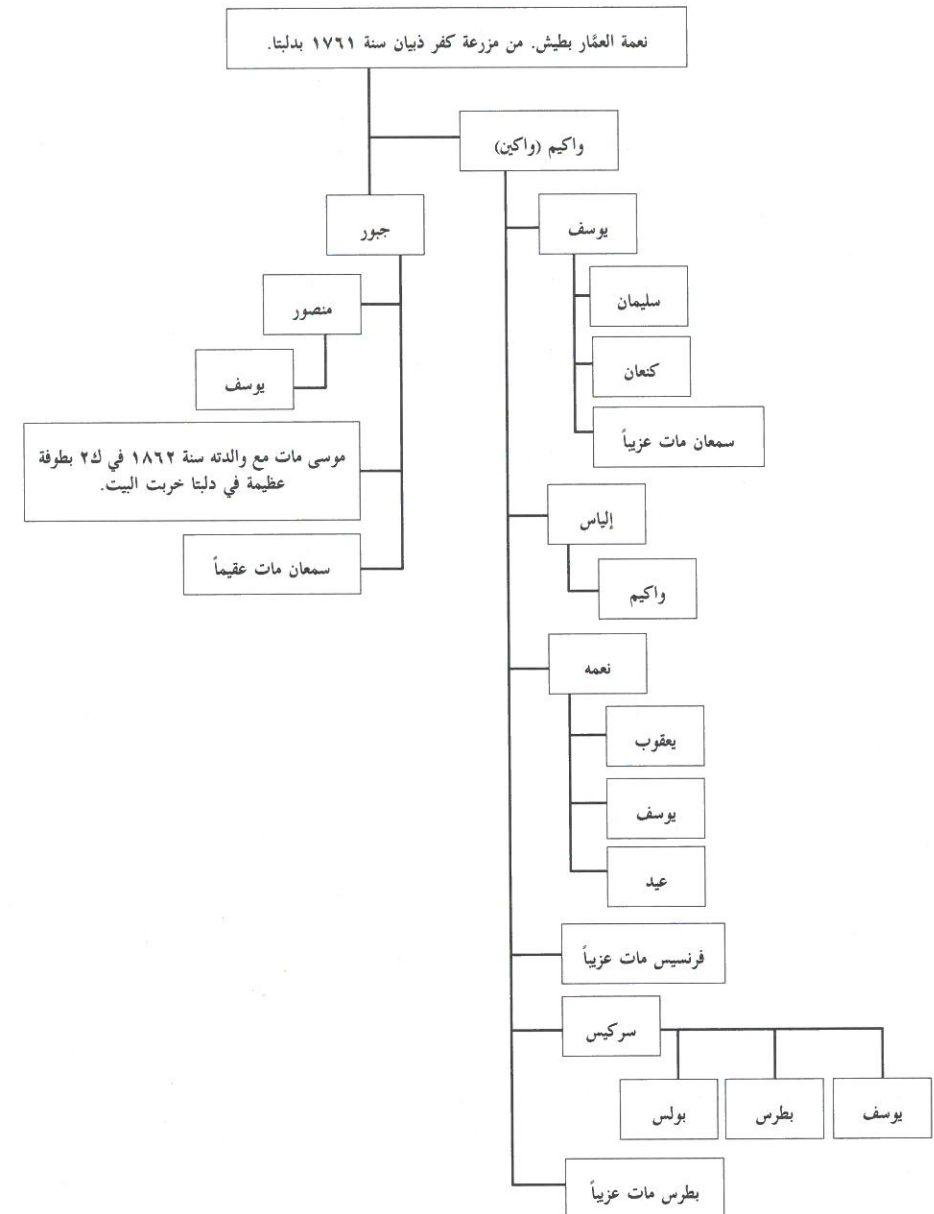 نعمة العمَّار بطيش. من مزرعة كفر ذبيان سنة ١٧٦١ بدلبتا.
واكيم (واكين)
يوسف
سليمان
كنعان
سمعان مات عزيباً
إلياس
واكيم
نعمه
يعقوب
يوسف
عيد
فرنسيس مات عزيباً
سركيس
يوسف
بطرس
بولس
بطرس مات عزيباً
جبور
منصور
يوسف
موسى مات مع والدته سنة ١٨٦٢ في ك٢ بطوفة
عظيمة في دلبتا خربت البيت.
سمعان مات عقيماً